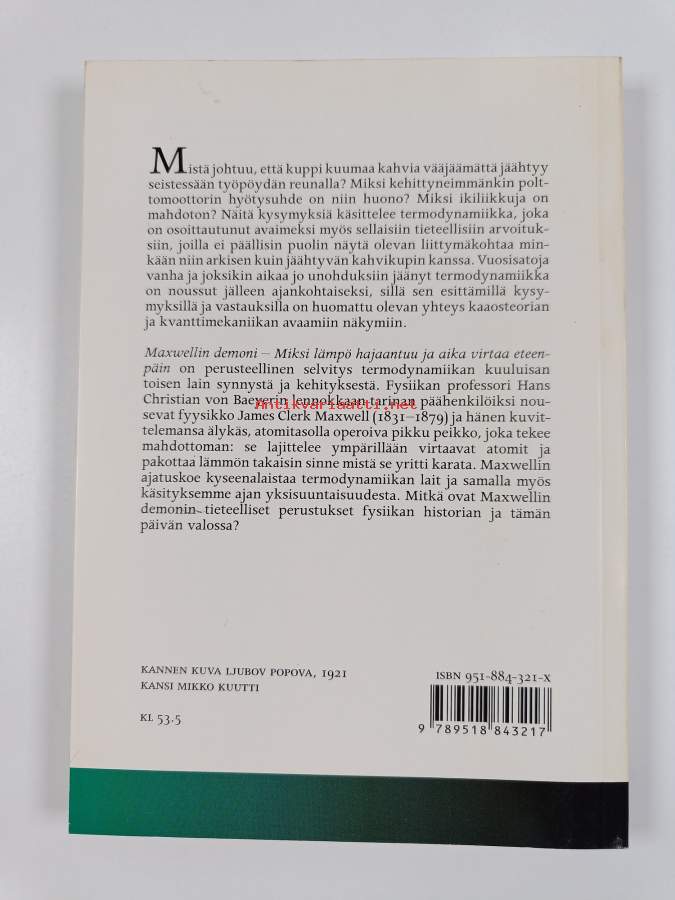 Mistä johtuu, että kuppi kuumaa kahvia vääjäämättä jäähtyy
seistessään työpöydän reunalla? Miksi kehittyneimmänkin polt-
tomoottorin hyötysuhde on niin huono? Miksi ikiliikkuja on
mahdoton? Näitä kysymyksiä käsittelee termodynamiikka, joka
on osoittautunut avaimeksi myös sellaisiin tieteellisiin arvoituk-
siin, joilla ei päällisin puolin näytä olevan liittymäkohtaa min-
kään niin arkisen kuin jäähtyvän kahvikupin kanssa. Vuosisatoja
vanha ja joksikin aikaa jo unohduksiin jäänyt termodynamiikka
on noussut jälleen ajankohtaiseksi, sillä sen esittämillä kysy-
myksillä ja vastauksilla on huomattu olevan yhteys kaaosteorian
ja kvanttimekaniikan avaamiin näkymiin.
Maxwellin demoni – Miksi lämpö hajaantuu ja aika virtaa eteen-
päin on perusteellinen selvitys termodynamiikan kuuluisan
toisen lain synnystä ja kehityksestä. Fysiikan professori Hans
Christian von Baeyerin lennokkaan tarinan päähenkilöiksi nou-
Antikvariaatti.net
sevat fyysikko James Clerk Maxwell (1831–1879) ja hänen kuvit-
telemansa älykäs, atomitasolla operoiva pikku peikko, joka tekee
mahdottoman: se lajittelee ympärillään virtaavat atomit ja
pakottaa lämmön takaisin sinne mistä se yritti karata. Maxwellin
ajatuskoe kyseenalaistaa termodynamiikan lait ja samalla myös
käsityksemme ajan yksisuuntaisuudesta. Mitkä ovat Maxwellin
demonin tieteelliset perustukset fysiikan historian ja tämän
päivän valossa?
KANNEN KUVA LJUBOV POPOVA, 1921
KANSI MIKKO KUUTTI
KL 53.5
ISBN 951-884-321-X
9 789518 843217